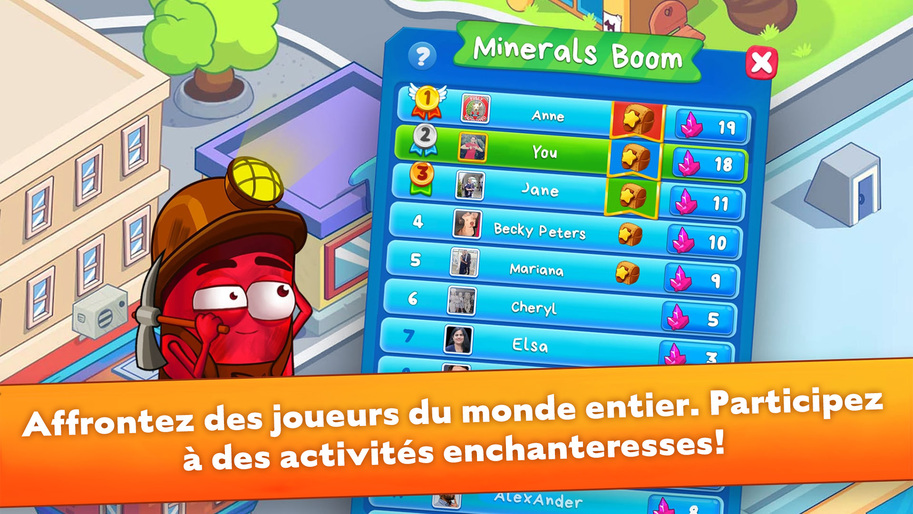 ?
Minerals Boom
1 Anne 19
2 You 18
3 Jane 11
4 Becky Peters 10
5 Mariana 9
6 Cheryl 5
7 Elsa 3
Affrontez des joueurs du monde entier. Participez
à des activités enchanteresses!
AlexAnder